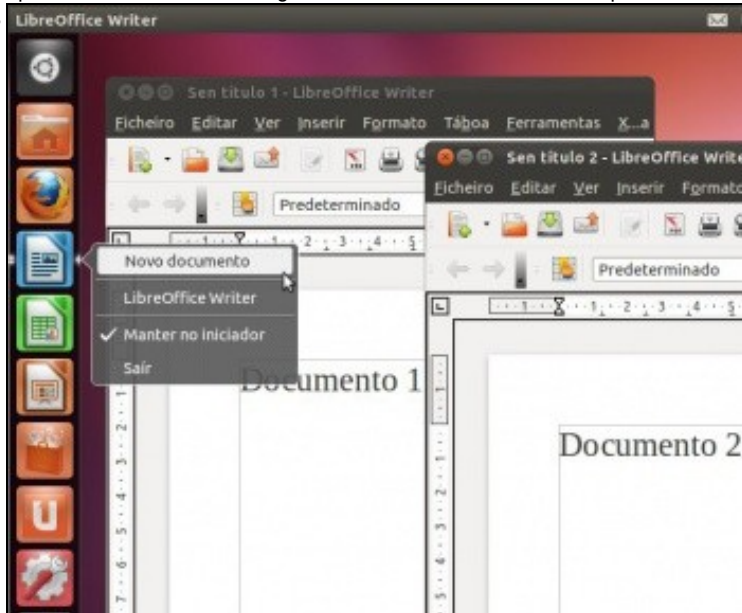 LibreOffice Writer
Sen título 1 - LibreOffice Writer
Ficheiro Editar Ver Inserir Formato Táboa Ferramentas X...a
Sen título 2 - LibreOffice Write
Ficheiro Editar Ver Inserir Formato
Predeterminado
Predeterminado
Novo documento
LibreOffice Writer
Manter no iniciador
Saír
Documento 1
Documento 2